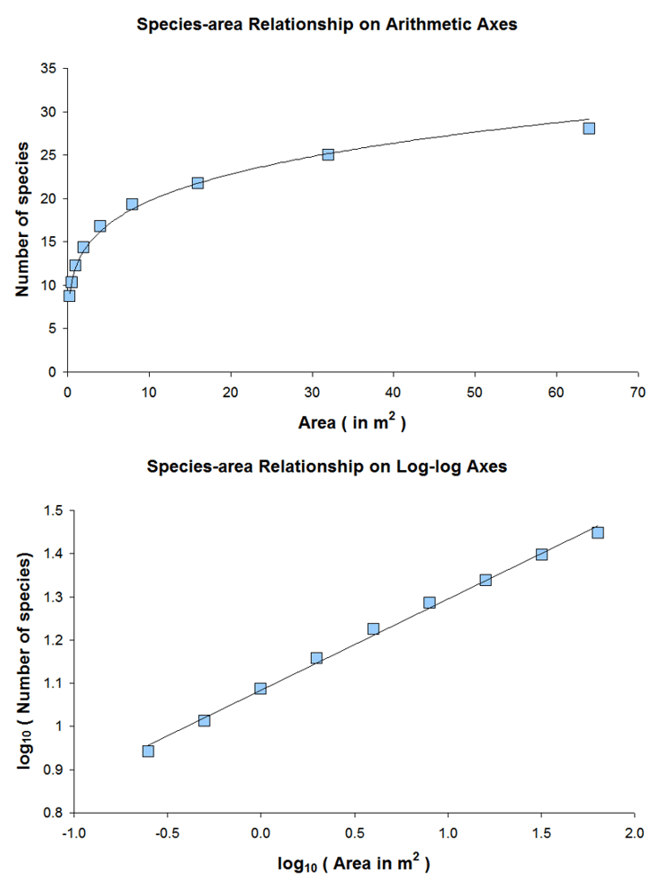 Species-area Relationship on Arithmetic Axes
35
30
25
20
15
10
5
0
Number of species
0 10 20 30 40 50 60 70
Area ( in m² )
Species-area Relationship on Log-log Axes
1.5
1.4
1.3
1.2
1.1
1
0.9
0.8
log₁₀ ( Number of species)
-1.0 -0.5 0.0 0.5 1.0 1.5 2.0
log₁₀ ( Area in m² )